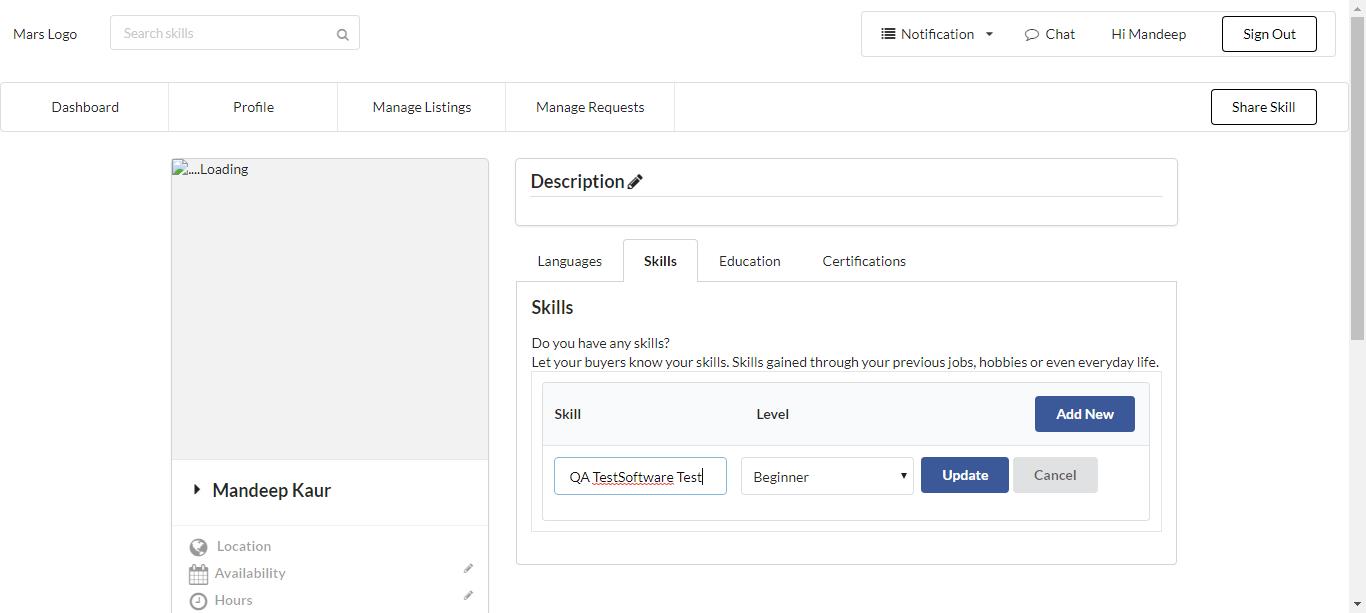 Mars Logo
Search skills
Notification
Chat
Hi Mandeep
Sign Out
Dashboard
Profile
Manage Listings
Manage Requests
Share Skill
....Loading
Description
Languages
Skills
Education
Certifications
Skills
Do you have any skills?
Let your buyers know your skills. Skills gained through your previous jobs, hobbies or even everyday life.
Skill
Level
Add New
QA TestSoftware Test
Beginner
Update
Cancel
Mandeep Kaur
Location
Availability
Hours